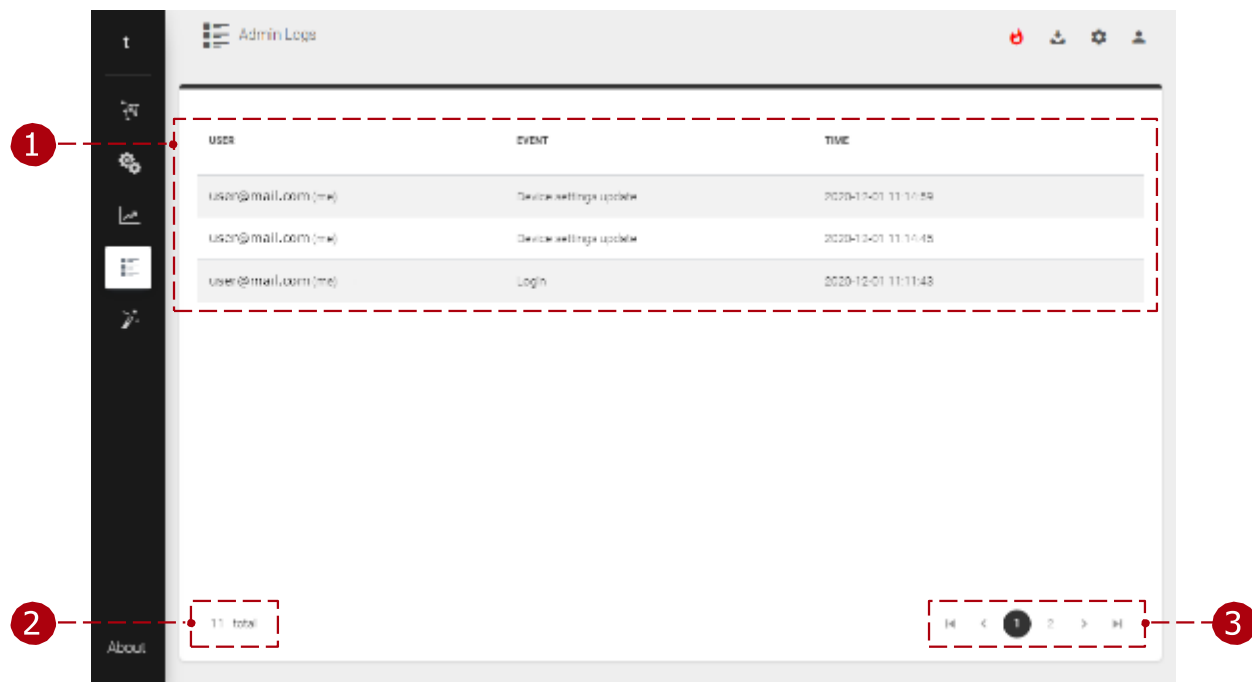 t
Admin Logs
1
USER EVENT TIME
user@mail.com (me) Device settings update 2020-12-01 11:14:59
user@mail.com (me) Device settings update 2020-12-01 11:14:45
user@mail.com (me) Login 2020-12-01 11:11:43
2
11 total
1 2
3
About